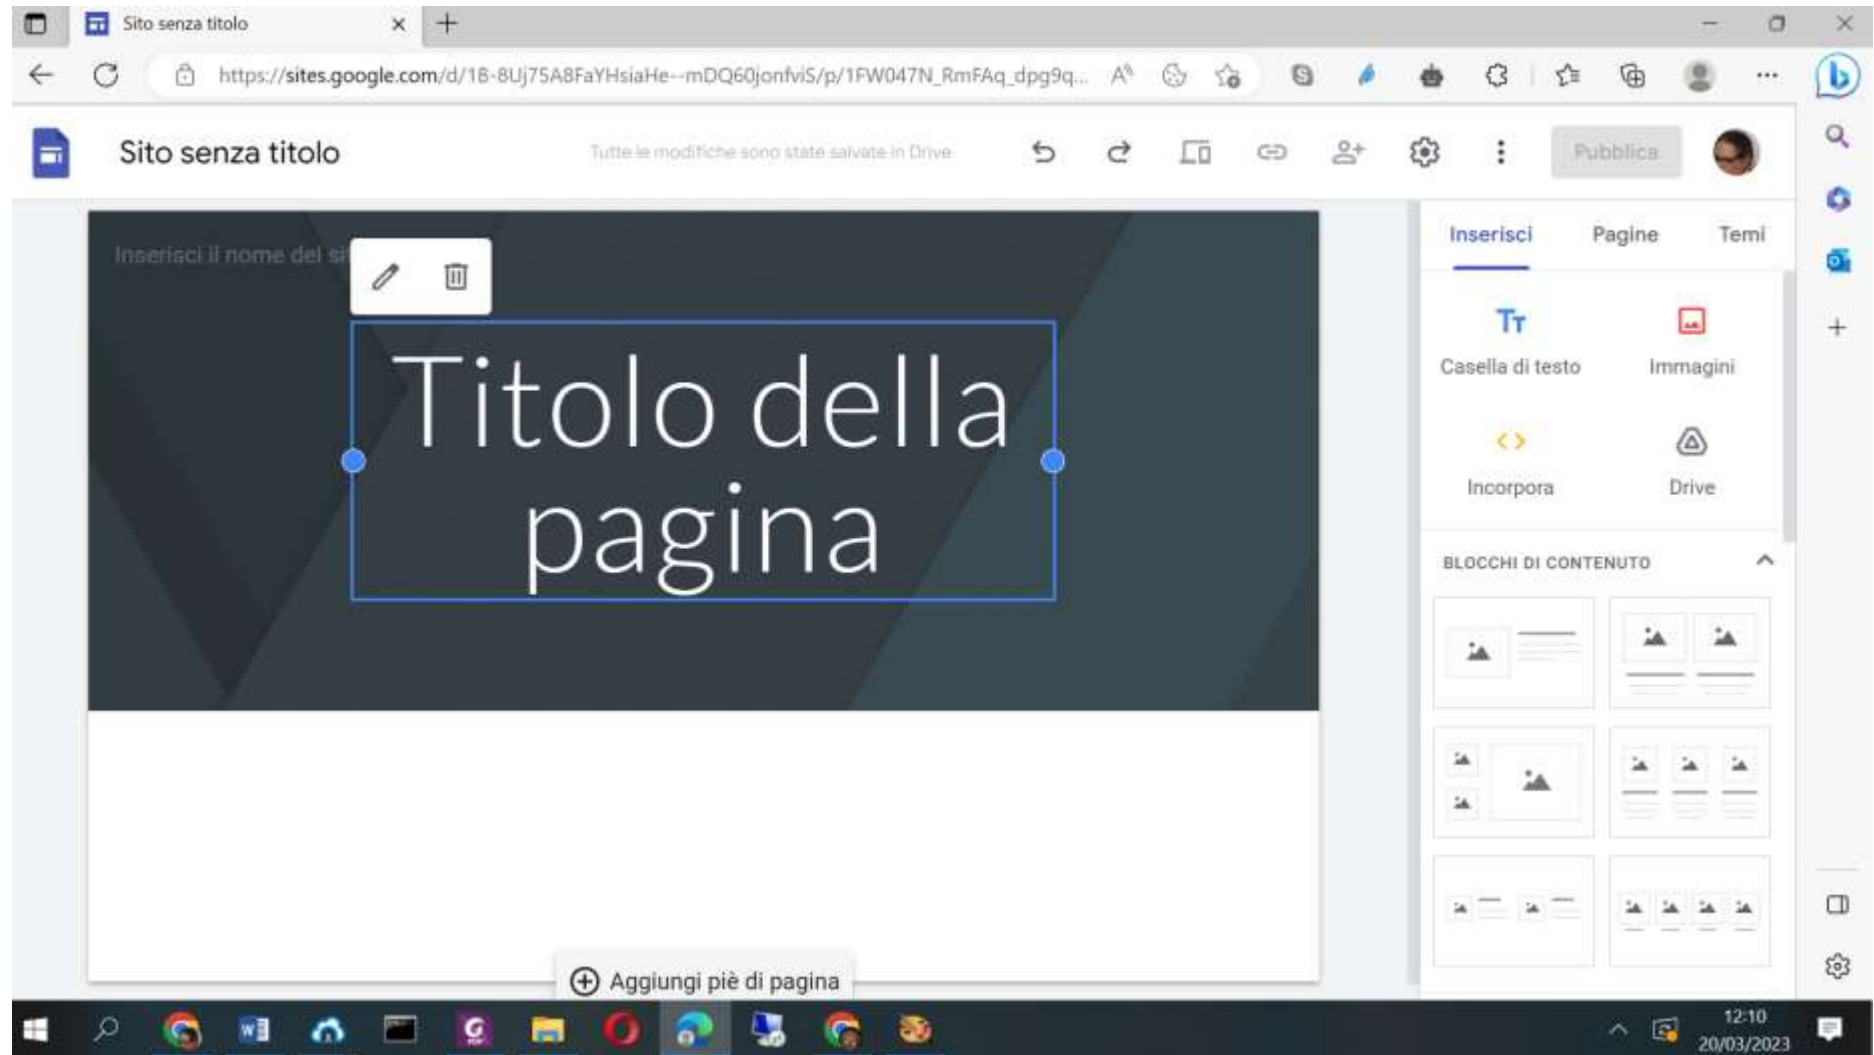 Sito senza titolo
https://sites.google.com/d/1B-8Uj75A8FaYHsiaHe--mDQ60jonfviS/p/1FW047N_RmFAq_dpg9q...
Sito senza titolo
Tutte le modifiche sono state salvate in Drive
Pubblica
Inserisci il nome del si
Titolo della
pagina
Aggiungi piè di pagina
Inserisci Pagine Temi
Casella di testo Immagini
Incorpora Drive
BLOCCHI DI CONTENUTO
12:10
20/03/2023